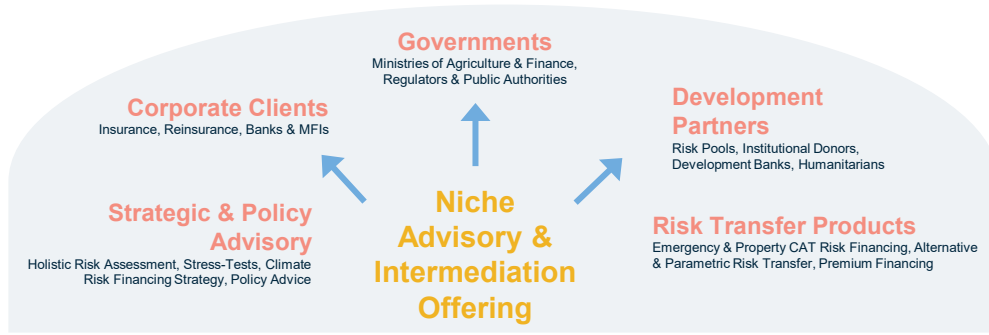 Governments
Ministries of Agriculture & Finance,
Regulators & Public Authorities
Corporate Clients
Insurance, Reinsurance, Banks & MFIs
Development
Partners
Risk Pools, Institutional Donors,
Development Banks, Humanitarians
Strategic & Policy
Advisory
Holistic Risk Assessment, Stress-Tests, Climate
Risk Financing Strategy, Policy Advice
Niche
Advisory &
Intermediation
Offering
Risk Transfer Products
Emergency & Property CAT Risk Financing, Alternative
& Parametric Risk Transfer, Premium Financing